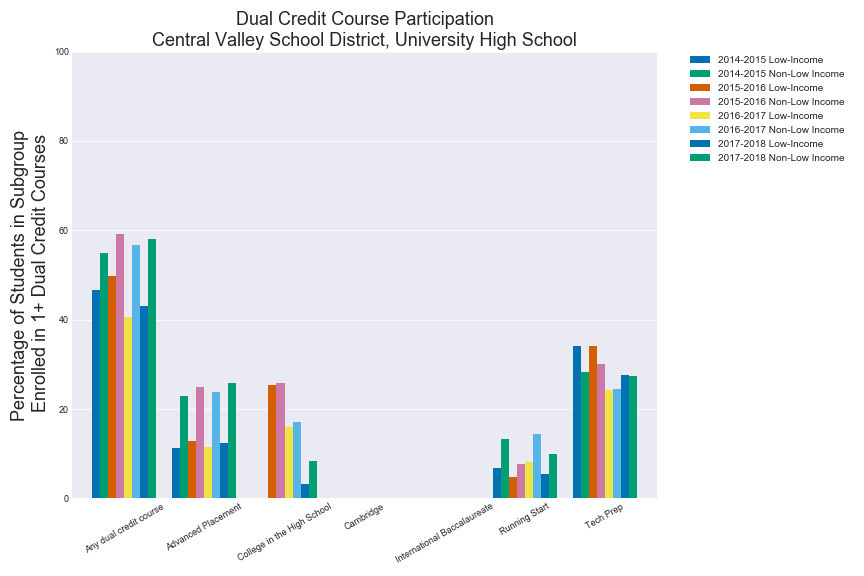 Dual Credit Course Participation
Central Valley School District, University High School
Percentage of Students in Subgroup
Enrolled in 1+ Dual Credit Courses
100
80
60
40
20
0
Any dual credit course
Advanced Placement
College in the High School
Cambridge
International Baccalaureate
Running Start
Tech Prep
2014-2015 Low-Income
2014-2015 Non-Low Income
2015-2016 Low-Income
2015-2016 Non-Low Income
2016-2017 Low-Income
2016-2017 Non-Low Income
2017-2018 Low-Income
2017-2018 Non-Low Income